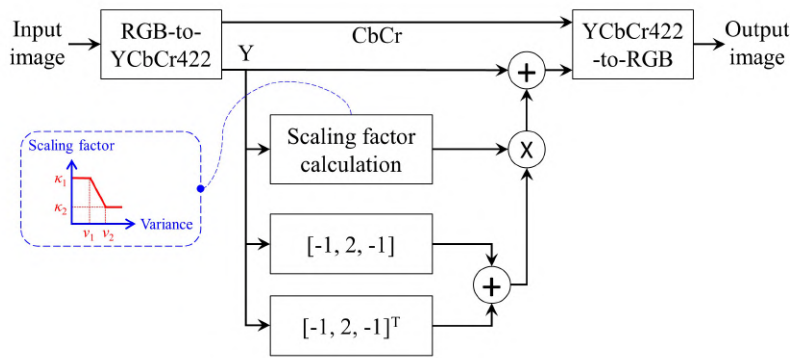 Input
image
RGB-to-
YCbCr422
CbCr
Y
+
YCbCr422
-to-RGB
Output
image
Scaling factor
calculation
X
Scaling factor
κ₁
κ₂
Variance
v₁ v₂
[-1, 2, -1]
+
[-1, 2, -1]ᵀ